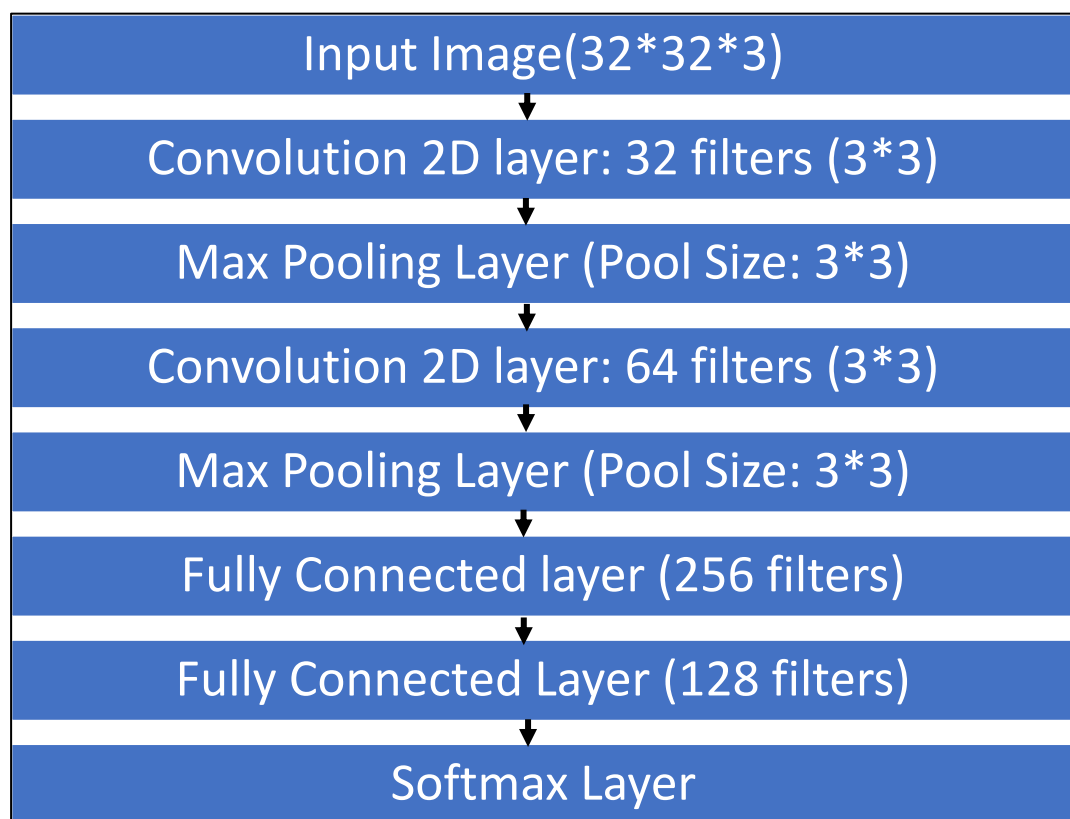 Input Image(32*32*3)
Convolution 2D layer: 32 filters (3*3)
Max Pooling Layer (Pool Size: 3*3)
Convolution 2D layer: 64 filters (3*3)
Max Pooling Layer (Pool Size: 3*3)
Fully Connected layer (256 filters)
Fully Connected Layer (128 filters)
Softmax Layer